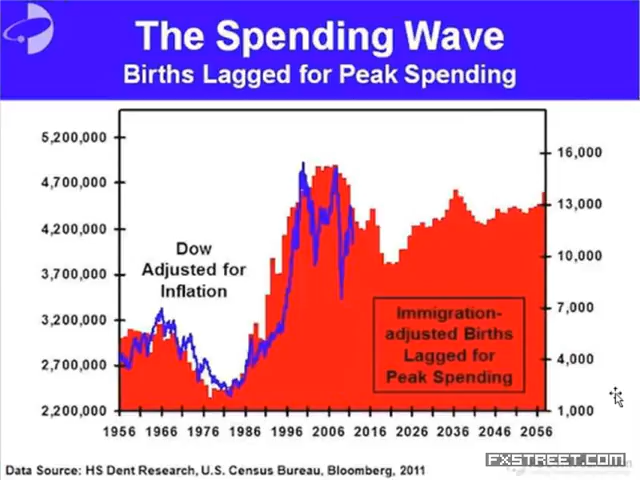 The Spending Wave
Births Lagged for Peak Spending
5,200,000
4,700,000
4,200,000
3,700,000
3,200,000
2,700,000
2,200,000
16,000
13,000
10,000
7,000
4,000
1,000
Dow
Adjusted for
Inflation
Immigration-
adjusted Births
Lagged for
Peak Spending
1956 1966 1976 1986 1996 2006 2016 2026 2036 2046 2056
Data Source: HS Dent Research, U.S. Census Bureau, Bloomberg, 2011
FXSTREET.COM